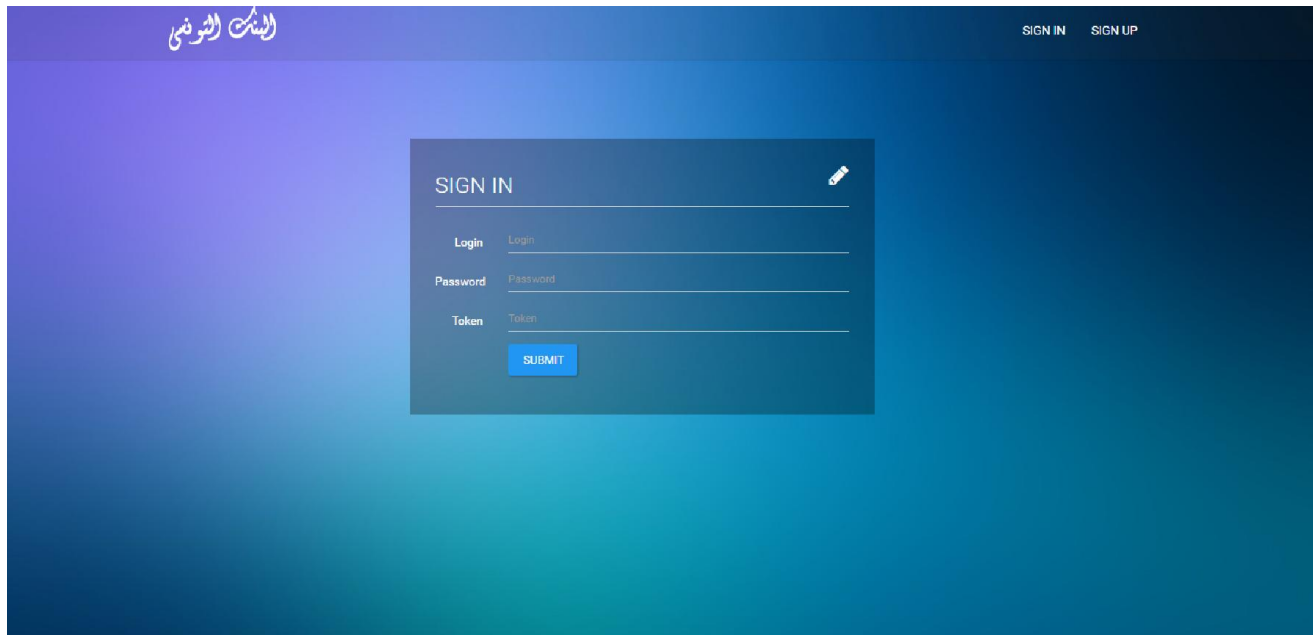 البنك التونسي
SIGN IN SIGN UP
SIGN IN
Login Login
Password Password
Token Token
SUBMIT